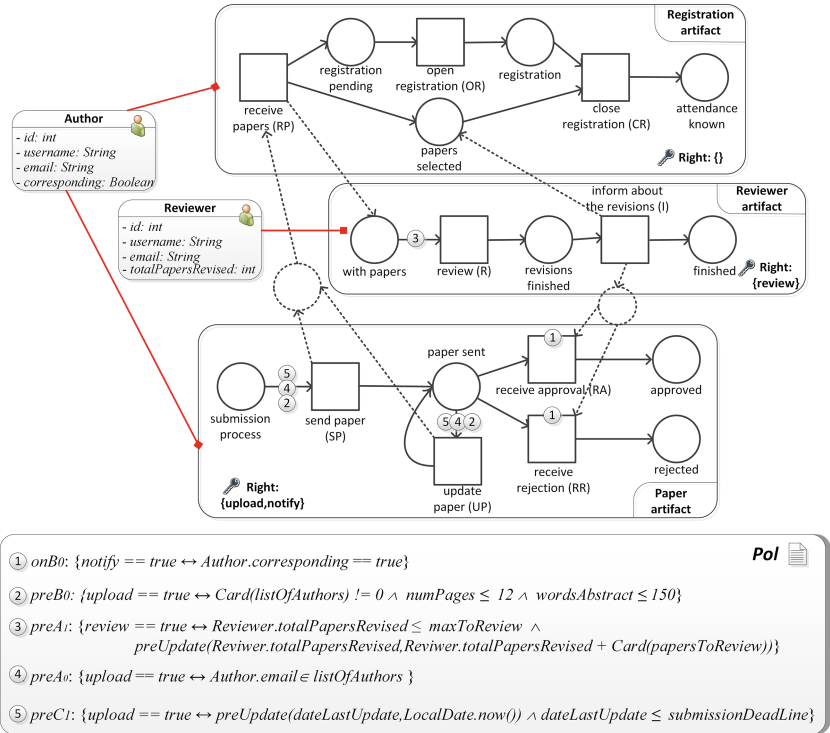 Registration
artifact
registration
pending
open
registration (OR)
registration
receive
papers (RP)
papers
selected
close
registration (CR)
attendance
known
Right: {}
Author
- id: int
- username: String
- email: String
- corresponding: Boolean
Reviewer
- id: int
- username: String
- email: String
- totalPapersRevised: int
inform about
the revisions (I)
Reviewer
artifact
3
with papers
review (R)
revisions
finished
finished
Right:
{review}
paper sent
1
receive approval (RA)
approved
5
4
2
submission
process
send paper
(SP)
5 4 2
1
receive
rejection (RR)
rejected
update
paper (UP)
Right:
{upload,notify}
Paper
artifact
Pol
1 onB0: {notify == true ↔ Author.corresponding == true}
2 preB0: {upload == true ↔ Card(listOfAuthors) != 0 ∧ numPages ≤ 12 ∧ wordsAbstract ≤150}
3 preA1: {review == true ↔ Reviewer.totalPapersRevised ≤ maxToReview ∧
preUpdate(Reviwer.totalPapersRevised,Reviwer.totalPapersRevised + Card(papersToReview))}
4 preA0: {upload == true ↔ Author.email ∈ listOfAuthors }
5 preC1: {upload == true ↔ preUpdate(dateLastUpdate,LocalDate.now()) ∧ dateLastUpdate ≤ submissionDeadLine}